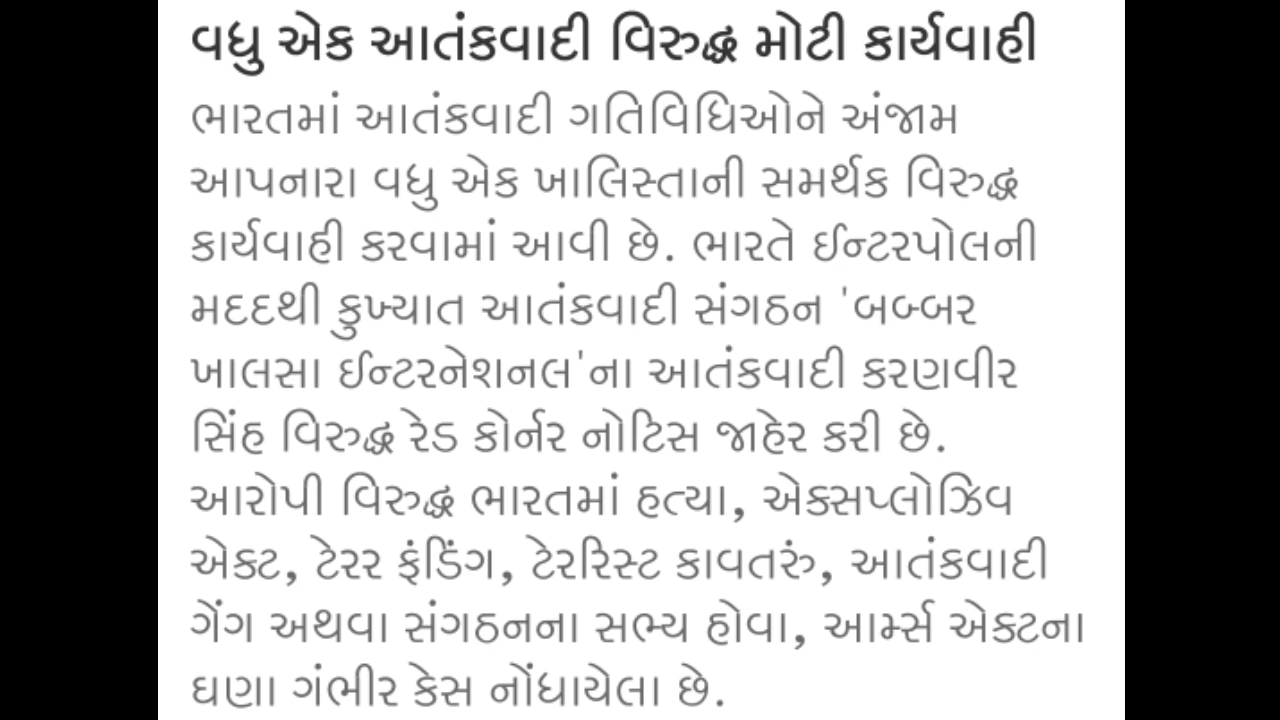 વધુ એક આતંકવાદી વિરુદ્ધ મોટી કાર્યવાહી
ભારતમાં આતંકવાદી ગતિવિધિઓને અંજામ
આપનારા વધુ એક ખાલિસ્તાની સમર્થક વિરુદ્ધ
કાર્યવાહી કરવામાં આવી છે. ભારતે ઈન્ટરપોલની
મદદથી કુખ્યાત આતંકવાદી સંગઠન 'બબ્બર
ખાલસા ઈન્ટરનેશનલ'ના આતંકવાદી કરણવીર
સિંહ વિરુદ્ધ રેડ કોર્નર નોટિસ જાહેર કરી છે.
આરોપી વિરુદ્ધ ભારતમાં હત્યા, એક્સપ્લોઝિવ
એક્ટ, ટેરર ફંડિંગ, ટેરરિસ્ટ કાવતરું, આતંકવાદી
ગેંગ અથવા સંગઠનના સભ્ય હોવા, આર્મ્સ એક્ટના
ઘણા ગંભીર કેસ નોંધાયેલા છે.